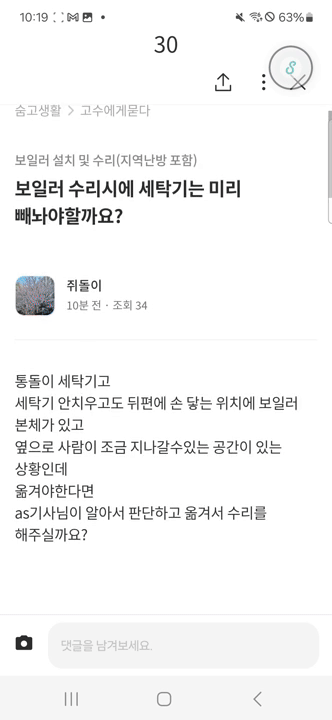 10:19
63%
30
숨고생활 > 고수에게묻다
보일러 설치 및 수리(지역난방 포함)
보일러 수리시에 세탁기는 미리
빼놔야할까요?
쥐돌이
10분 전 · 조회 34
통돌이 세탁기고
세탁기 안치우고도 뒤편에 손 닿는 위치에 보일러
본체가 있고
옆으로 사람이 조금 지나갈수있는 공간이 있는
상황인데
옮겨야한다면
as기사님이 알아서 판단하고 옮겨서 수리를
해주실까요?
댓글을 남겨보세요.